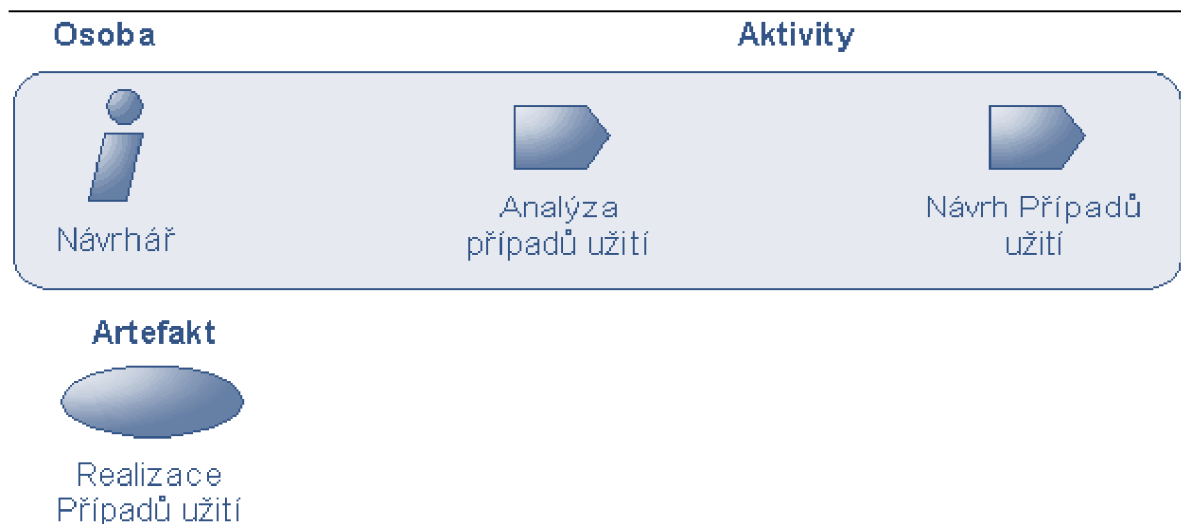 Osoba
Aktivity
Návrhář
Analýza
případů užití
Návrh Případů
užití
Artefakt
Realizace
Případů užití